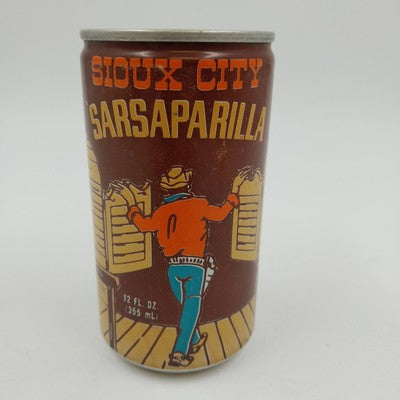 SIOUX CITY
SARSAPARILLA
12 FL. OZ.
(355 mL)